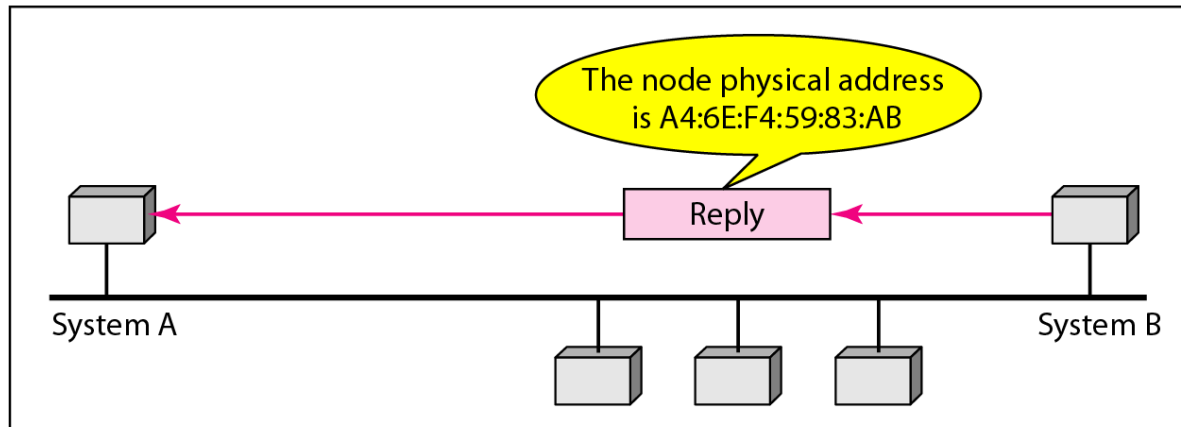 The node physical address
is A4:6E:F4:59:83:AB
Reply
System A
System B